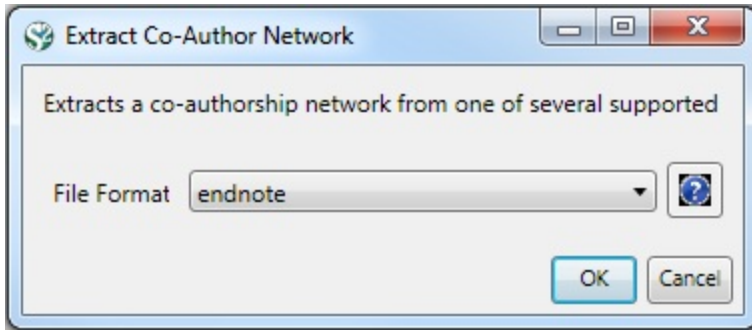 Extract Co-Author Network
Extracts a co-authorship network from one of several supported
File Format endnote
OK Cancel